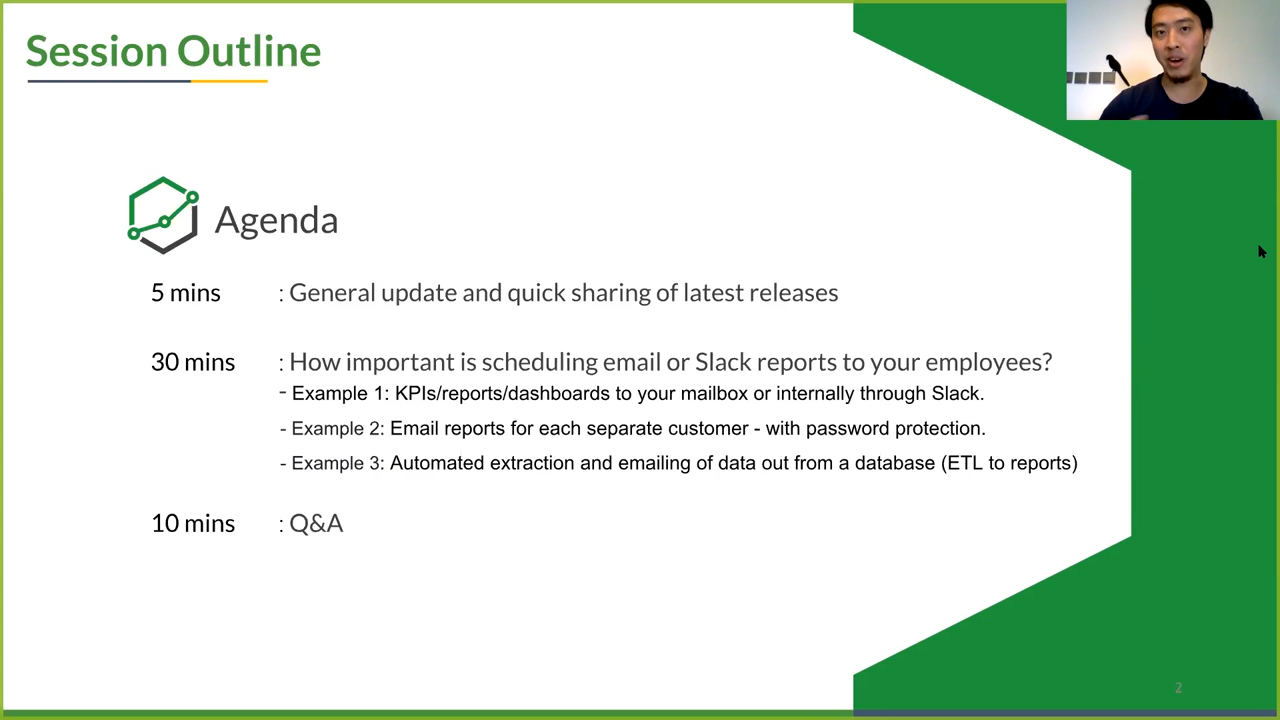 Session Outline
Agenda
5 mins : General update and quick sharing of latest releases
30 mins : How important is scheduling email or Slack reports to your employees?
- Example 1: KPIs/reports/dashboards to your mailbox or internally through Slack.
- Example 2: Email reports for each separate customer - with password protection.
- Example 3: Automated extraction and emailing of data out from a database (ETL to reports)
10 mins : Q&A
2